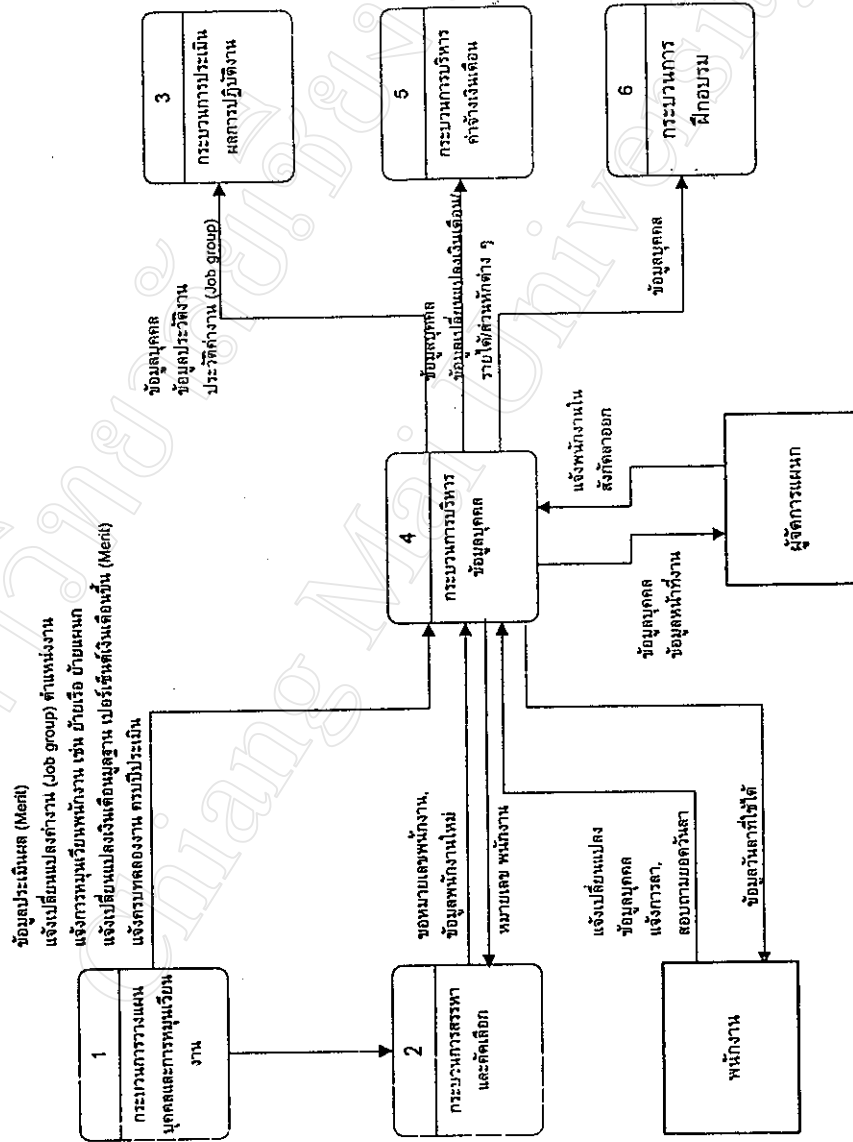 ข้อมูลประเมินผล (Merit)
แจ้งเปลี่ยนแปลงค่างาน (Job group) ตำแหน่งงาน
แจ้งการหมุนเวียนพนักงาน เช่น ย้ายเรือ ย้ายแผนก
แจ้งเปลี่ยนแปลงเงินเดือนมูลฐาน เปอร์เซ็นต์เงินเดือนขึ้น (Merit)
แจ้งครบทดลองงาน ครบปีประเมิน
1
กระบวนการวางแผน
บุคคลและการหมุนเวียน
งาน
2
กระบวนการสรรหา
และคัดเลือก
ขอหมายเลขพนักงาน,
ข้อมูลพนักงานใหม่
หมายเลข พนักงาน
พนักงาน
แจ้งเปลี่ยนแปลง
ข้อมูลบุคคล
แจ้งการลา,
สอบถามยอดวันลา
ข้อมูลวันลาที่ใช้ได้
4
กระบวนการบริหาร
ข้อมูลบุคคล
ข้อมูลบุคคล
ข้อมูลหน้าที่งาน
แจ้งพนักงานใน
สังกัดลาออก
ผู้จัดการแผนก
ข้อมูลบุคคล
ข้อมูลประวัติงาน
ประวัติค่างาน (Job group)
3
กระบวนการประเมิน
ผลการปฏิบัติงาน
ข้อมูลบุคคล
ข้อมูลเปลี่ยนแปลงเงินเดือน/
รายได้/ส่วนหักต่าง ๆ
5
กระบวนการบริหาร
ค่าจ้างเงินเดือน
ข้อมูลบุคคล
6
กระบวนการ
ฝึกอบรม
Chiang Mai University